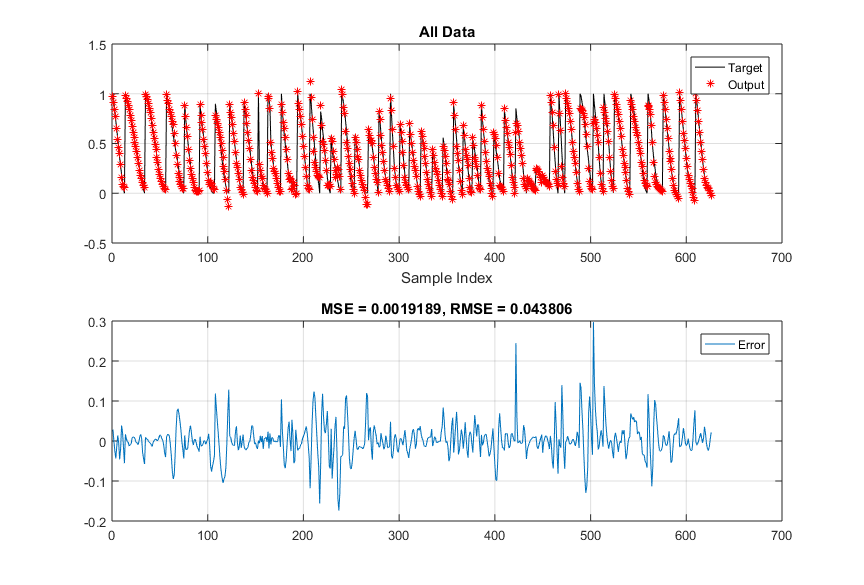 All Data
1.5
1
0.5
0
-0.5
Target
Output
0 100 200 300 400 500 600 700
Sample Index
MSE = 0.0019189, RMSE = 0.043806
0.3
0.2
0.1
0
-0.1
-0.2
Error
0 100 200 300 400 500 600 700